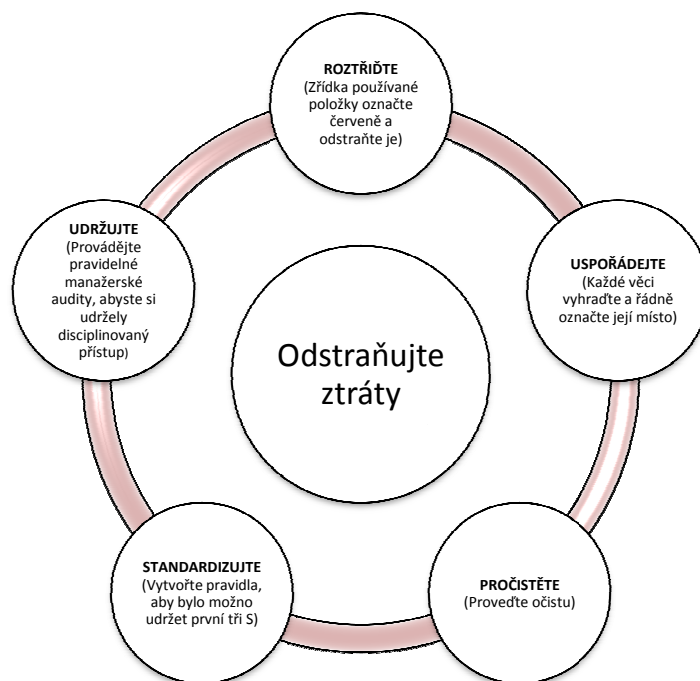 ROZTŘIĎTE
(Zřídka používané
položky označte
červeně a
odstraňte je)
UDRŽUJTE
(Provádějte
pravidelné
manažerské
audity, abyste si
udržely
disciplinovaný
přístup)
USPOŘÁDEJTE
(Každé věci
vyhraďte a řádně
označte její místo)
Odstraňujte
ztráty
STANDARDIZUJTE
(Vytvořte pravidla,
aby bylo možno
udržet první tři S)
PROČISTĚTE
(Proveďte očistu)